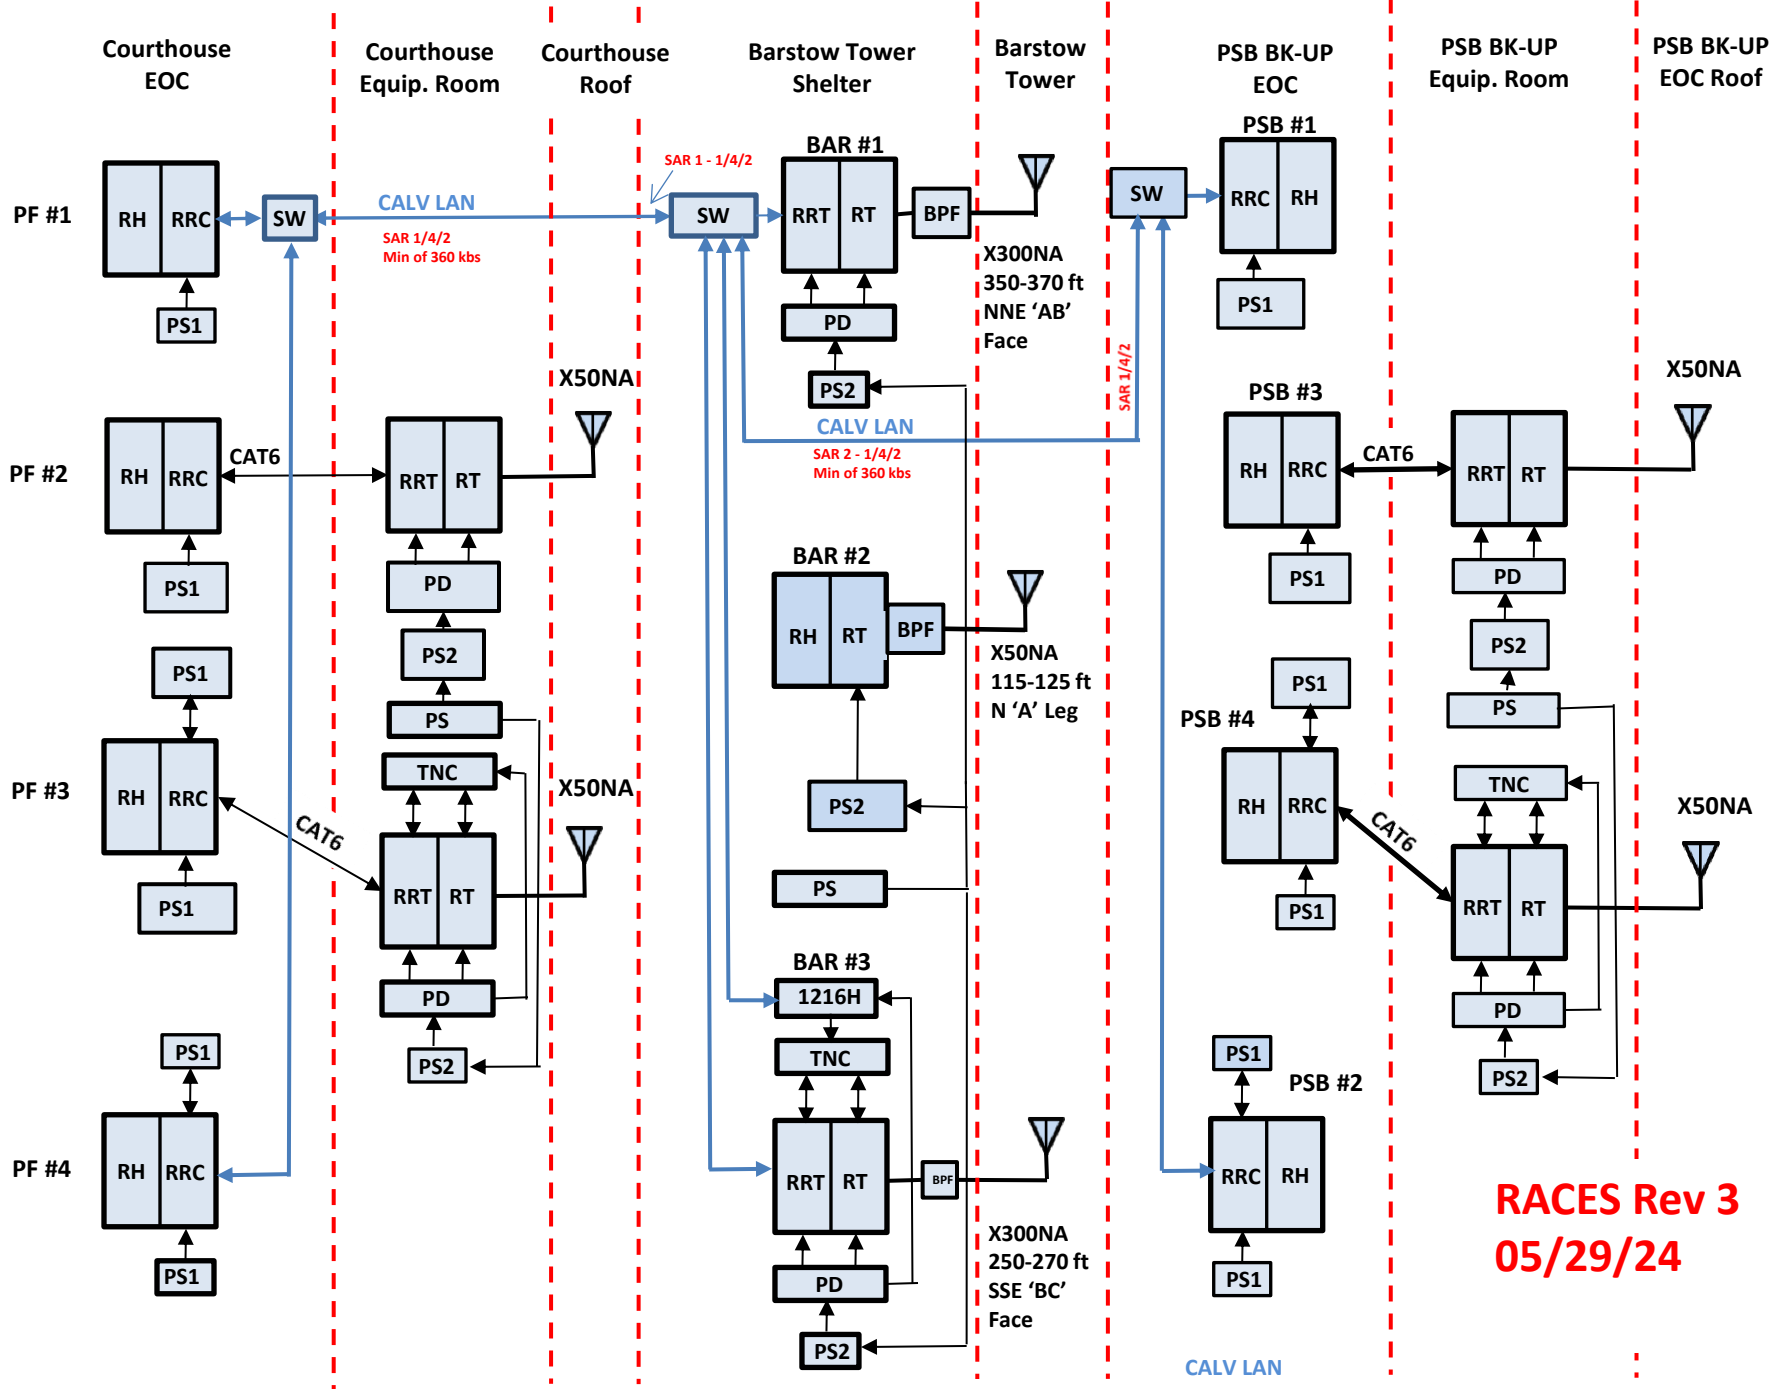 Courthouse
EOC
Courthouse
Equip. Room
Courthouse
Roof
Barstow Tower
Shelter
Barstow
Tower
PSB BK-UP
EOC
PSB BK-UP
Equip. Room
PSB BK-UP
EOC Roof
PF #1
RH
RRC
SW
PS1
CALV LAN
SAR 1/4/2
Min of 360 kbs
SAR 1 - 1/4/2
SW
BAR #1
RRT
RT
BPF
PD
PS2
X300NA
350-370 ft
NNE ‘AB’
Face
SW
PSB #1
RRC
RH
PS1
SAR 1/4/2
CALV LAN
SAR 2 - 1/4/2
Min of 360 kbs
PF #2
RH
RRC
CAT6
PS1
RRT
RT
X50NA
PD
PS2
PS
BAR #2
RH
RT
BPF
PS2
PS
X50NA
115-125 ft
N ‘A’ Leg
PSB #3
RH
RRC
CAT6
PS1
RRT
RT
X50NA
PD
PS2
PS
PF #3
PS1
RH
RRC
CAT6
PS1
TNC
RRT
RT
X50NA
PD
PS2
PSB #4
PS1
RH
RRC
CAT6
PS1
TNC
RRT
RT
X50NA
PD
PS2
PF #4
PS1
RH
RRC
PS1
BAR #3
1216H
TNC
RRT
RT
BPF
PD
PS2
X300NA
250-270 ft
SSE ‘BC’
Face
PS1
PSB #2
RRC
RH
PS1
CALV LAN
RACES Rev 3
05/29/24